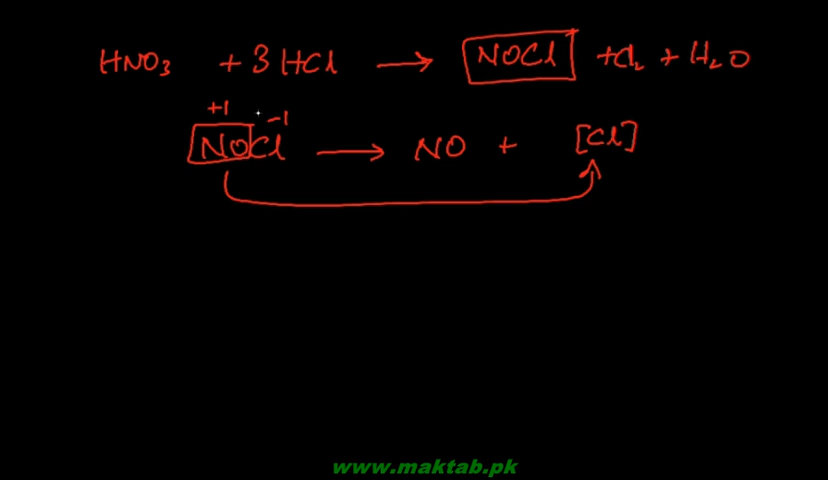 HNO₃ + 3 HCl → NOCl + Cl₂ + H₂O
+1 -1
NOCl → NO + [Cl]
www.maktab.pk